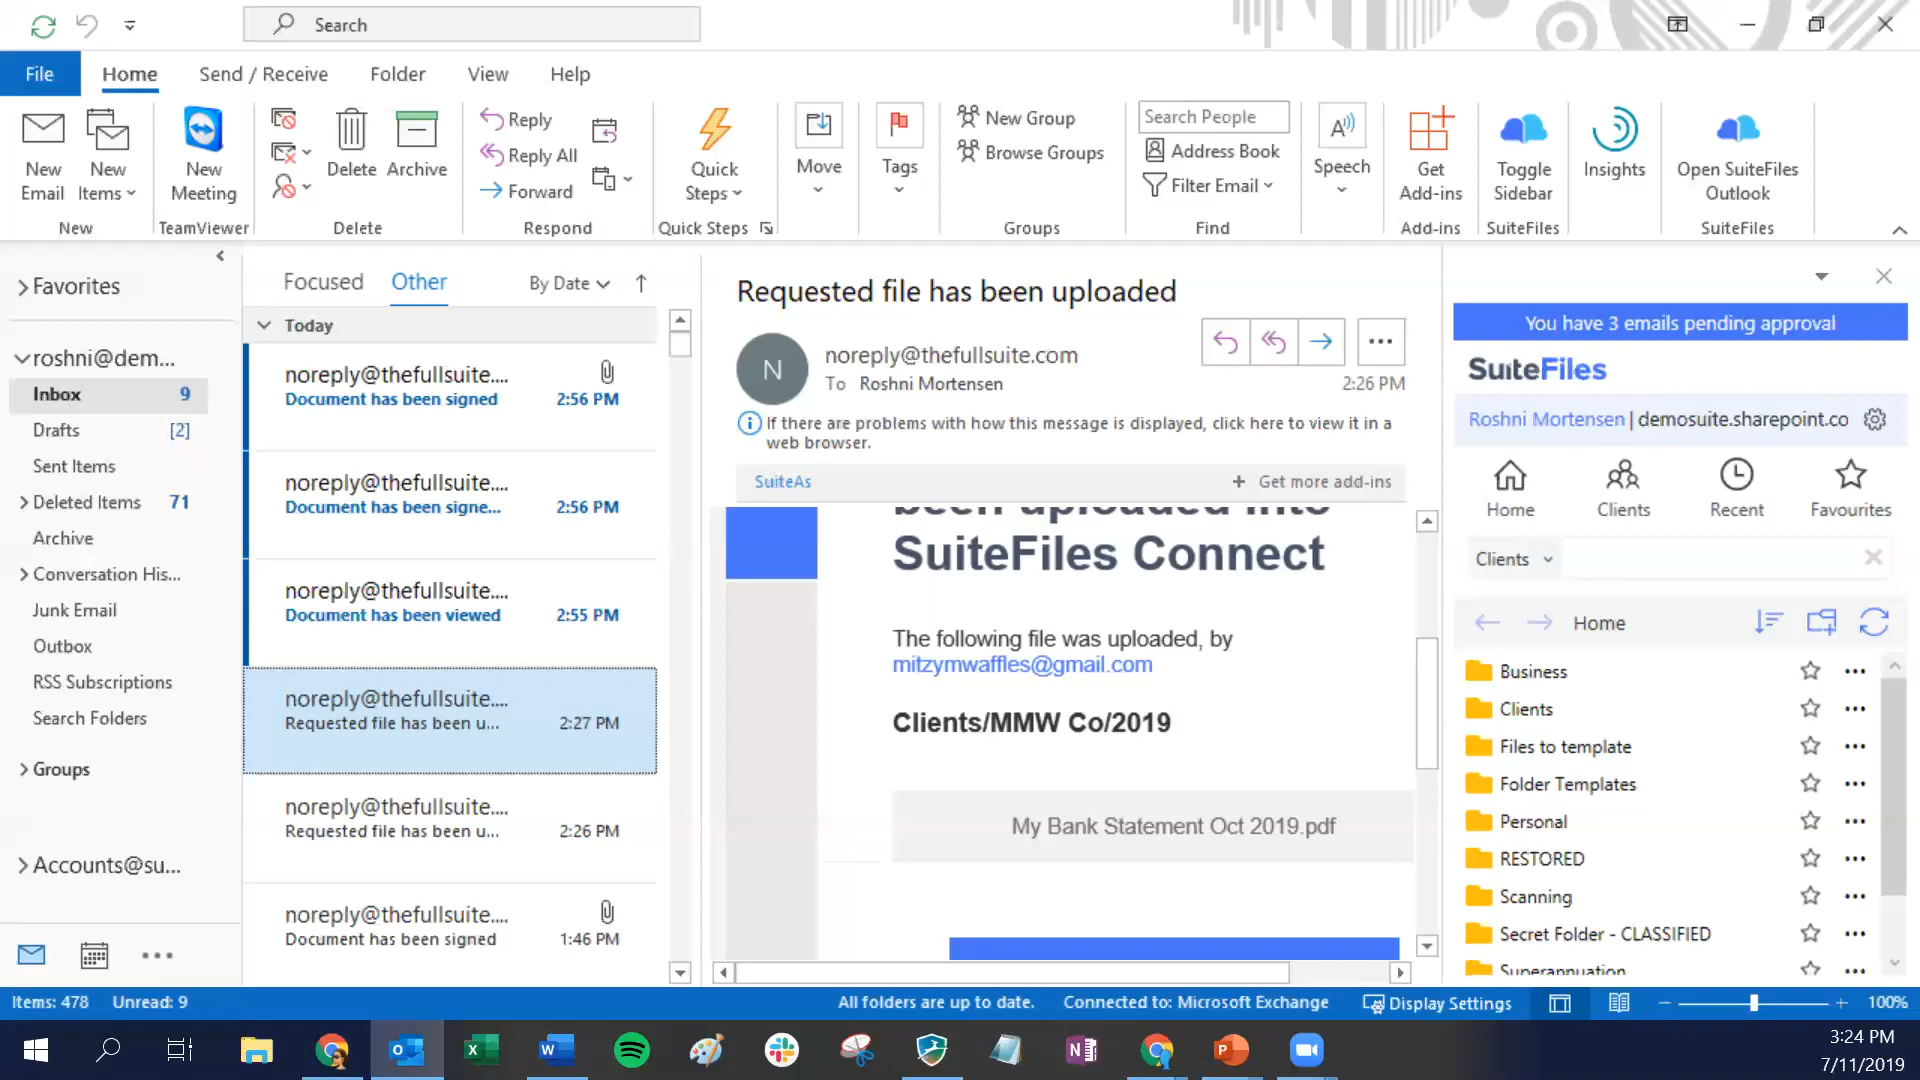 Search
File
Home
Send / Receive
Folder
View
Help
New
Email
New
Items
New
New
Meeting
TeamViewer
Delete
Archive
Delete
Reply
Reply All
Forward
Respond
Quick
Steps
Quick Steps
Move
Tags
New Group
Browse Groups
Groups
Search People
Address Book
Filter Email
Find
Speech
Get
Add-ins
Add-ins
Toggle
Sidebar
SuiteFiles
Insights
Open SuiteFiles
Outlook
SuiteFiles
Favorites
roshni@dem...
Inbox 9
Drafts [2]
Sent Items
Deleted Items 71
Archive
Conversation His...
Junk Email
Outbox
RSS Subscriptions
Search Folders
Groups
Accounts@su...
Focused Other By Date
Today
noreply@thefullsuite....
Document has been signed 2:56 PM
noreply@thefullsuite....
Document has been signe... 2:56 PM
noreply@thefullsuite....
Document has been viewed 2:55 PM
noreply@thefullsuite....
Requested file has been u... 2:27 PM
noreply@thefullsuite....
Requested file has been u... 2:26 PM
noreply@thefullsuite....
Document has been signed 1:46 PM
Requested file has been uploaded
N
noreply@thefullsuite.com
To Roshni Mortensen 2:26 PM
If there are problems with how this message is displayed, click here to view it in a
web browser.
SuiteAs + Get more add-ins
been uploaded into
SuiteFiles Connect
The following file was uploaded, by
mitzymwaffles@gmail.com
Clients/MMW Co/2019
My Bank Statement Oct 2019.pdf
You have 3 emails pending approval
SuiteFiles
Roshni Mortensen | demosuite.sharepoint.co
Home Clients Recent Favourites
Clients
Home
Business
Clients
Files to template
Folder Templates
Personal
RESTORED
Scanning
Secret Folder - CLASSIFIED
Superannuation
Items: 478 Unread: 9 All folders are up to date. Connected to: Microsoft Exchange Display Settings 100%
3:24 PM
7/11/2019